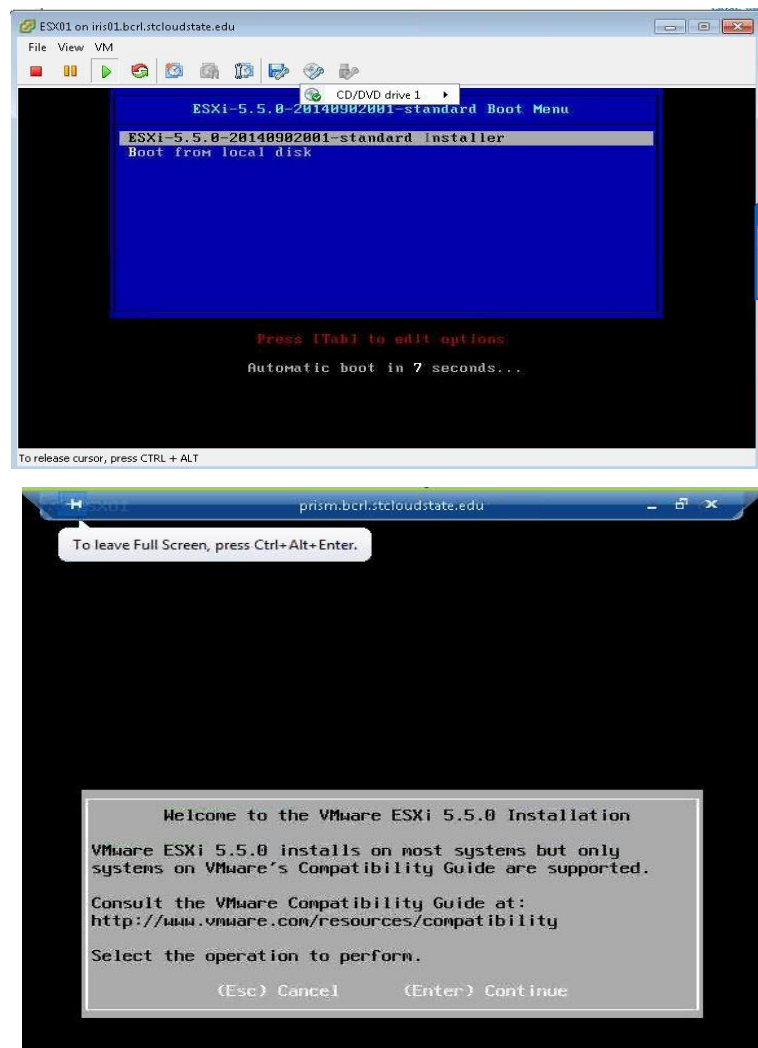 ESX01 on iris01.bcrl.stcloudstate.edu
File View VM
CD/DVD drive 1
ESXi-5.5.0-20140902001-standard Boot Menu
ESXi-5.5.0-20140902001-standard Installer
Boot from local disk
Press [Tab] to edit options
Automatic boot in 7 seconds...
To release cursor, press CTRL + ALT
ESX01 prism.bcrl.stcloudstate.edu
To leave Full Screen, press Ctrl+Alt+Enter.
Welcome to the VMware ESXi 5.5.0 Installation
VMware ESXi 5.5.0 installs on most systems but only
systems on VMware's Compatibility Guide are supported.
Consult the VMware Compatibility Guide at:
http://www.vmware.com/resources/compatibility
Select the operation to perform.
(Esc) Cancel (Enter) Continue